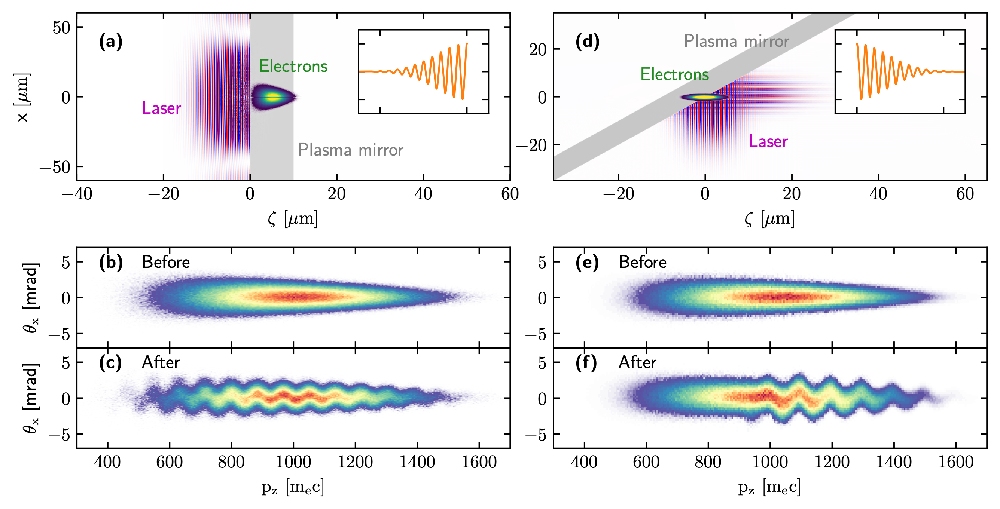 (a)
Electrons
Laser
Plasma mirror
x [μm]
50
0
−50
−40
−20
0
20
40
60
ζ [μm]
(d)
Plasma mirror
Electrons
Laser
20
0
−20
−20
0
20
40
60
ζ [μm]
(b) Before
θx [mrad]
5
0
−5
(c) After
θx [mrad]
5
0
−5
400
600
800
1000
1200
1400
1600
pz [mec]
(e) Before
5
0
−5
(f) After
5
0
−5
400
600
800
1000
1200
1400
1600
pz [mec]